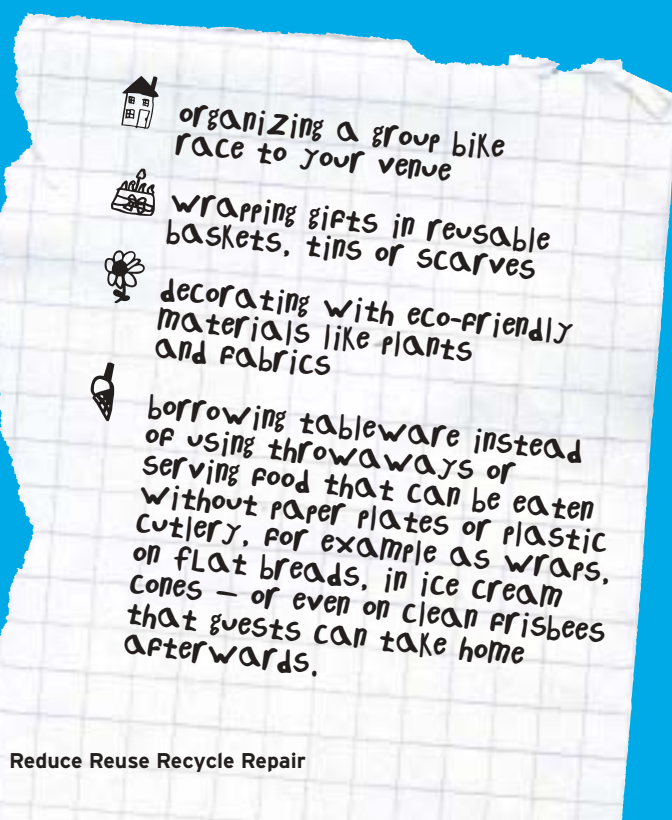 organizing a group bike
race to your venue
wrapping gifts in reusable
baskets, tins or scarves
decorating with eco-friendly
materials like plants
and fabrics
borrowing tableware instead
of using throwaways or
serving food that can be eaten
without paper plates or plastic
cutlery, for example as wraps,
on flat breads, in ice cream
cones – or even on clean frisbees
that guests can take home
afterwards.
Reduce Reuse Recycle Repair